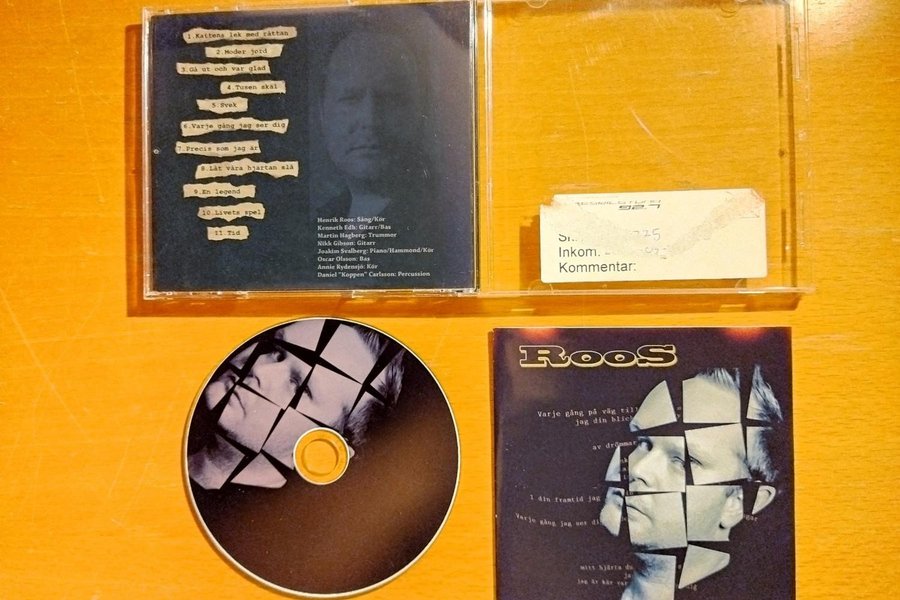 1.Kattens lek med råttan
2.Moder jord
3.Gå ut och var glad
4.Tusen skäl
5.Svek
6.Varje gång jag ser dig
7.Precis som jag är
8.Låt våra hjärtan slå
9.En legend
10.Livets spel
11.Tid
Henrik Roos: Sång/Kör
Kenneth Edh: Gitarr/Bas
Martin Hagberg: Trummor
Nikk Gibson: Gitarr
Joakim Svalberg: Piano/Hammond/Kör
Oscar Olsson: Bas
Annie Rydensjö: Kör
Daniel "Koppen" Carlsson: Percussion
92.7
Inkom.
Kommentar:
RooS
Varje gång på väg
jag din
av
I din framtid jag
Varje gång jag ser
mitt hjärta
jag är